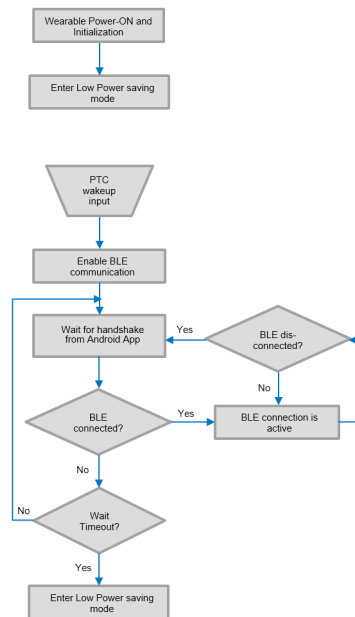 Wearable Power-ON and
Initialization
Enter Low Power saving
mode
PTC
wakeup
input
Enable BLE
communication
Wait for handshake
from Android App
Yes
BLE dis-
connected?
No
BLE
connected?
Yes
BLE connection is
active
No
Wait
Timeout?
No
Yes
Enter Low Power saving
mode